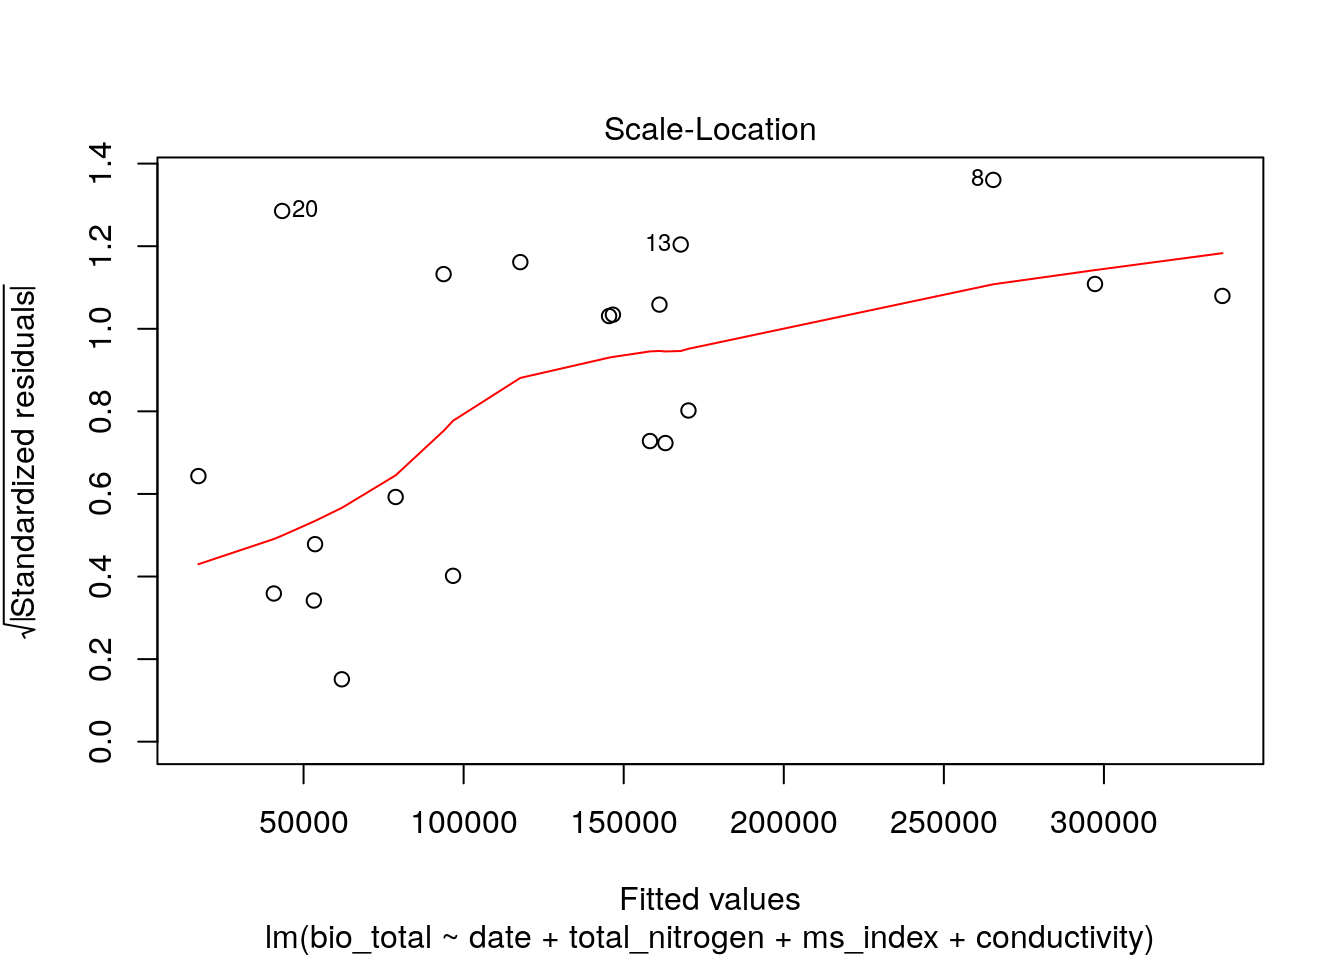 Scale-Location
√|Standardized residuals|
1.4
1.2
1.0
0.8
0.6
0.4
0.2
0.0
20
13
8
50000 100000 150000 200000 250000 300000
Fitted values
lm(bio_total ~ date + total_nitrogen + ms_index + conductivity)